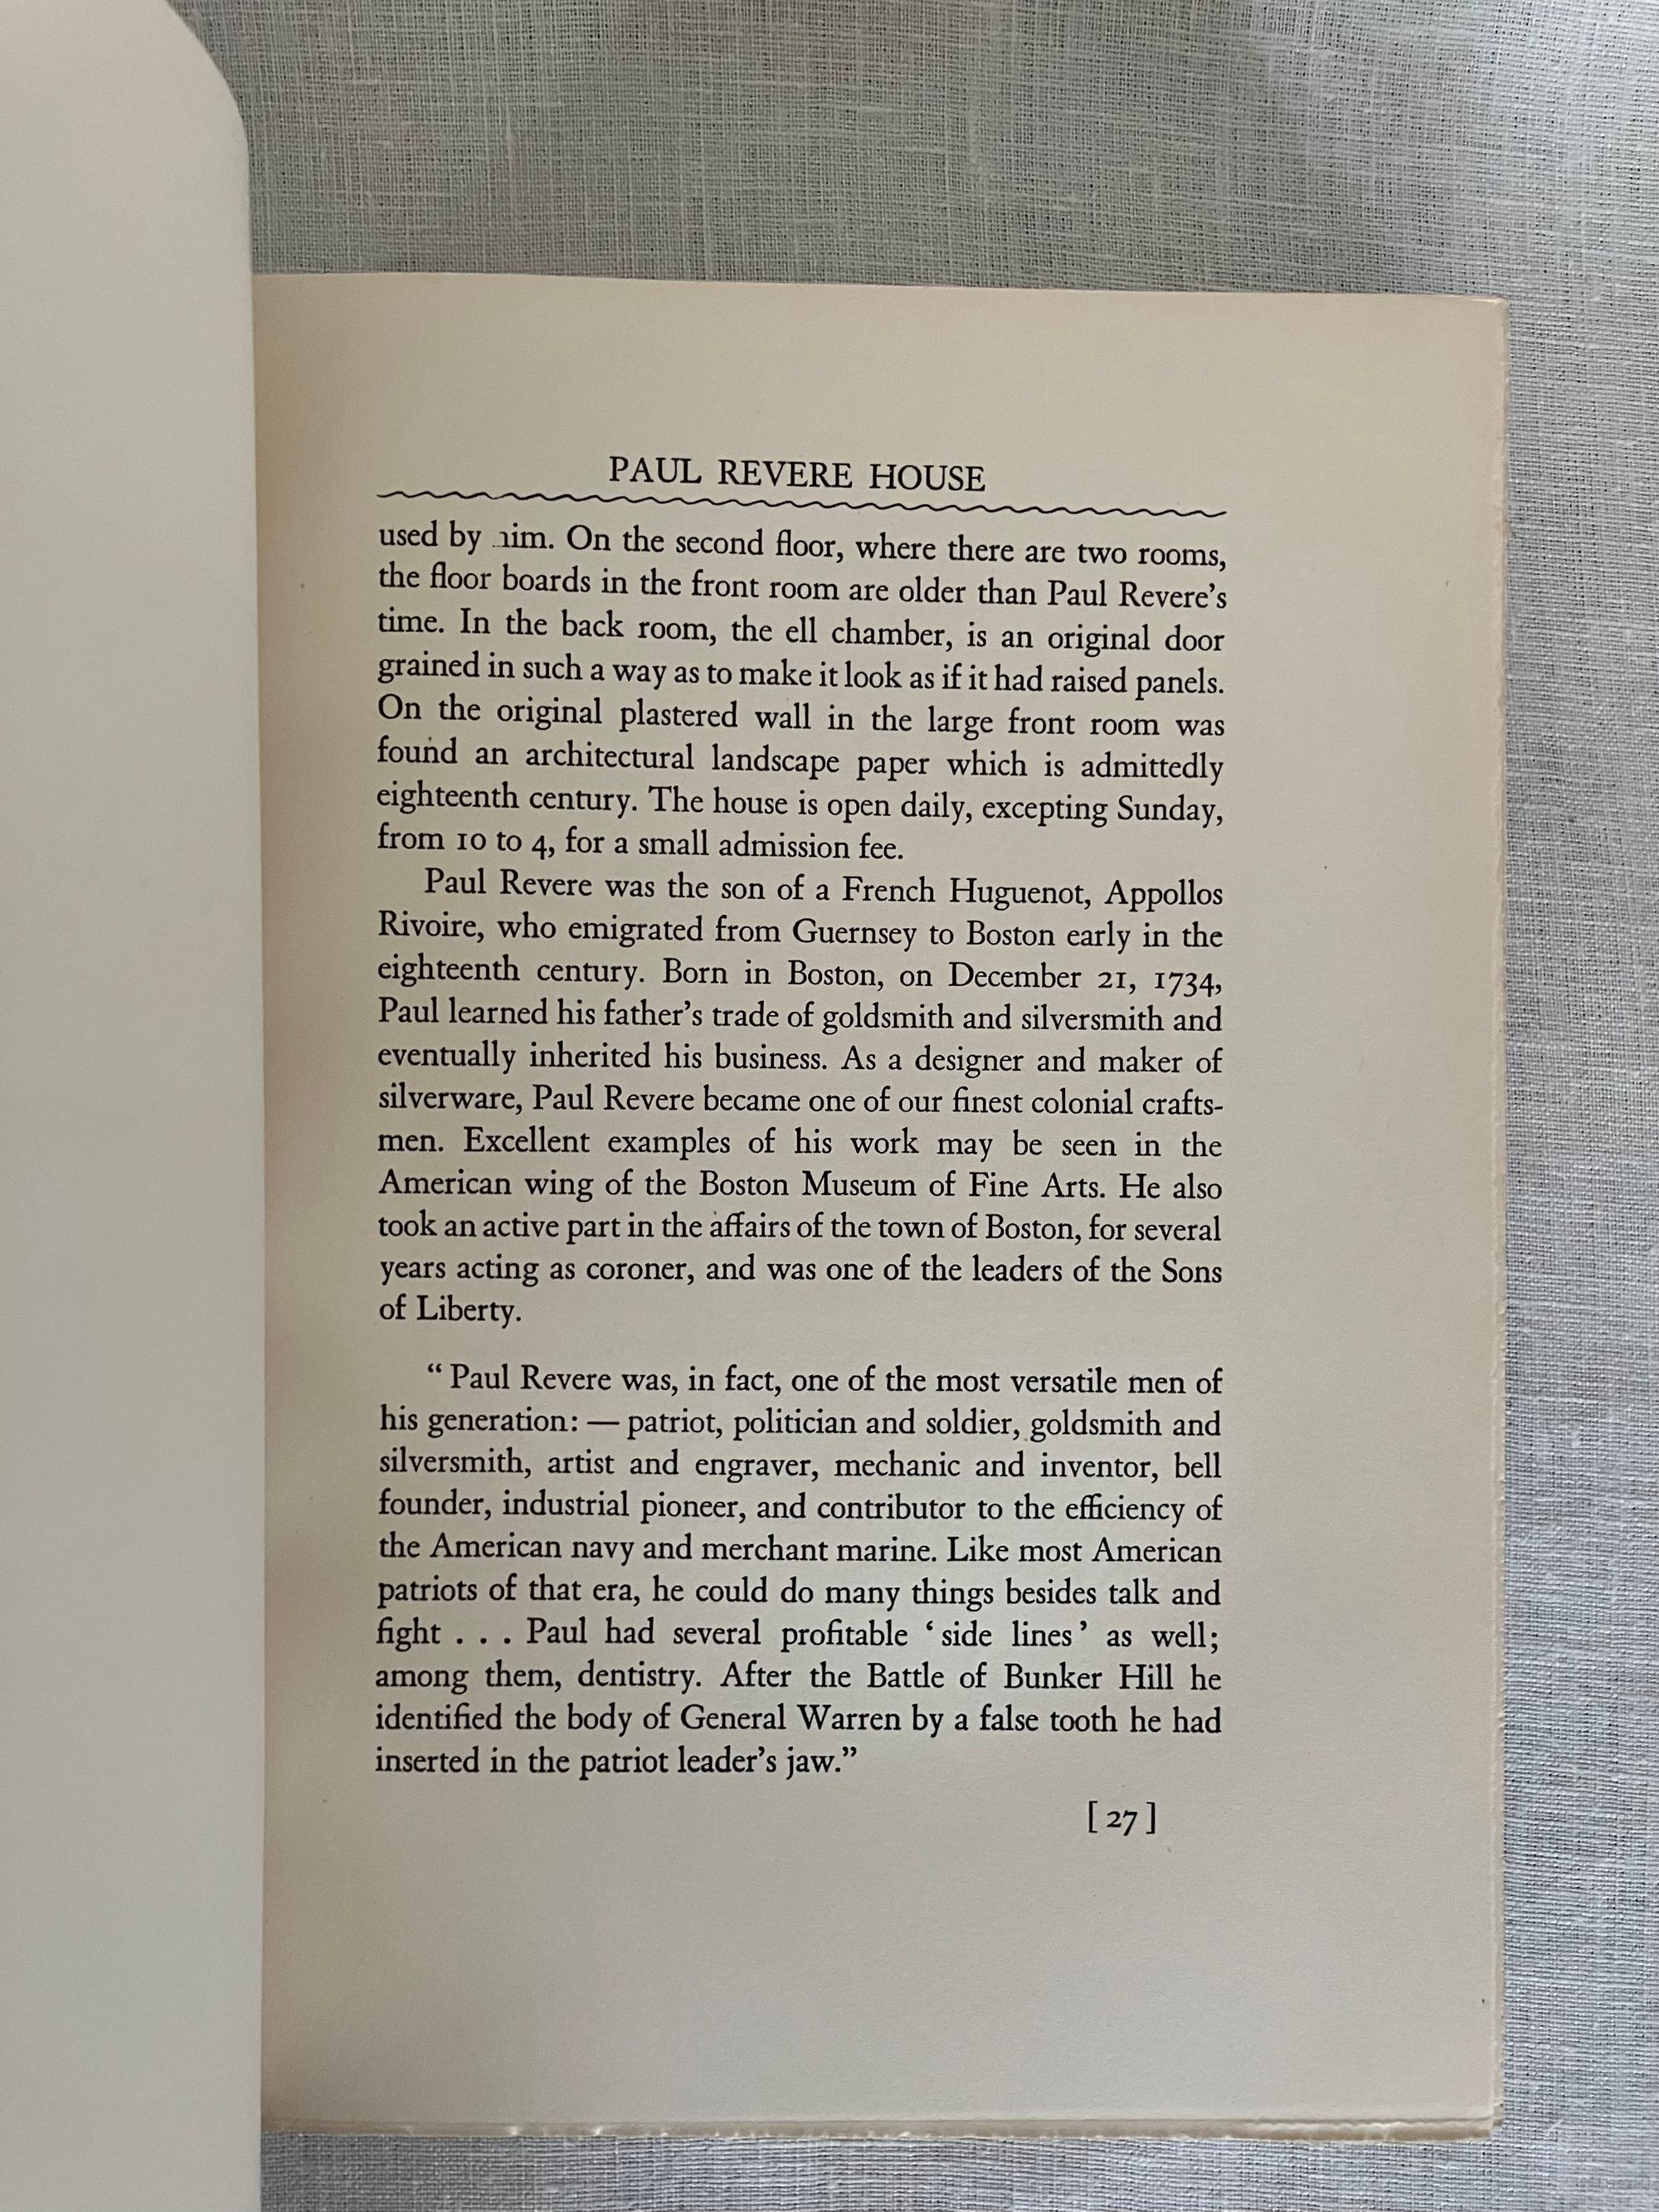 PAUL REVERE HOUSE
used by him. On the second floor, where there are two rooms,
the floor boards in the front room are older than Paul Revere’s
time. In the back room, the ell chamber, is an original door
grained in such a way as to make it look as if it had raised panels.
On the original plastered wall in the large front room was
found an architectural landscape paper which is admittedly
eighteenth century. The house is open daily, excepting Sunday,
from 10 to 4, for a small admission fee.
Paul Revere was the son of a French Huguenot, Appollos
Rivoire, who emigrated from Guernsey to Boston early in the
eighteenth century. Born in Boston, on December 21, 1734,
Paul learned his father’s trade of goldsmith and silversmith and
eventually inherited his business. As a designer and maker of
silverware, Paul Revere became one of our finest colonial crafts-
men. Excellent examples of his work may be seen in the
American wing of the Boston Museum of Fine Arts. He also
took an active part in the affairs of the town of Boston, for several
years acting as coroner, and was one of the leaders of the Sons
of Liberty.
“Paul Revere was, in fact, one of the most versatile men of
his generation: — patriot, politician and soldier, goldsmith and
silversmith, artist and engraver, mechanic and inventor, bell
founder, industrial pioneer, and contributor to the efficiency of
the American navy and merchant marine. Like most American
patriots of that era, he could do many things besides talk and
fight . . . Paul had several profitable ‘side lines’ as well;
among them, dentistry. After the Battle of Bunker Hill he
identified the body of General Warren by a false tooth he had
inserted in the patriot leader’s jaw.”
[ 27 ]